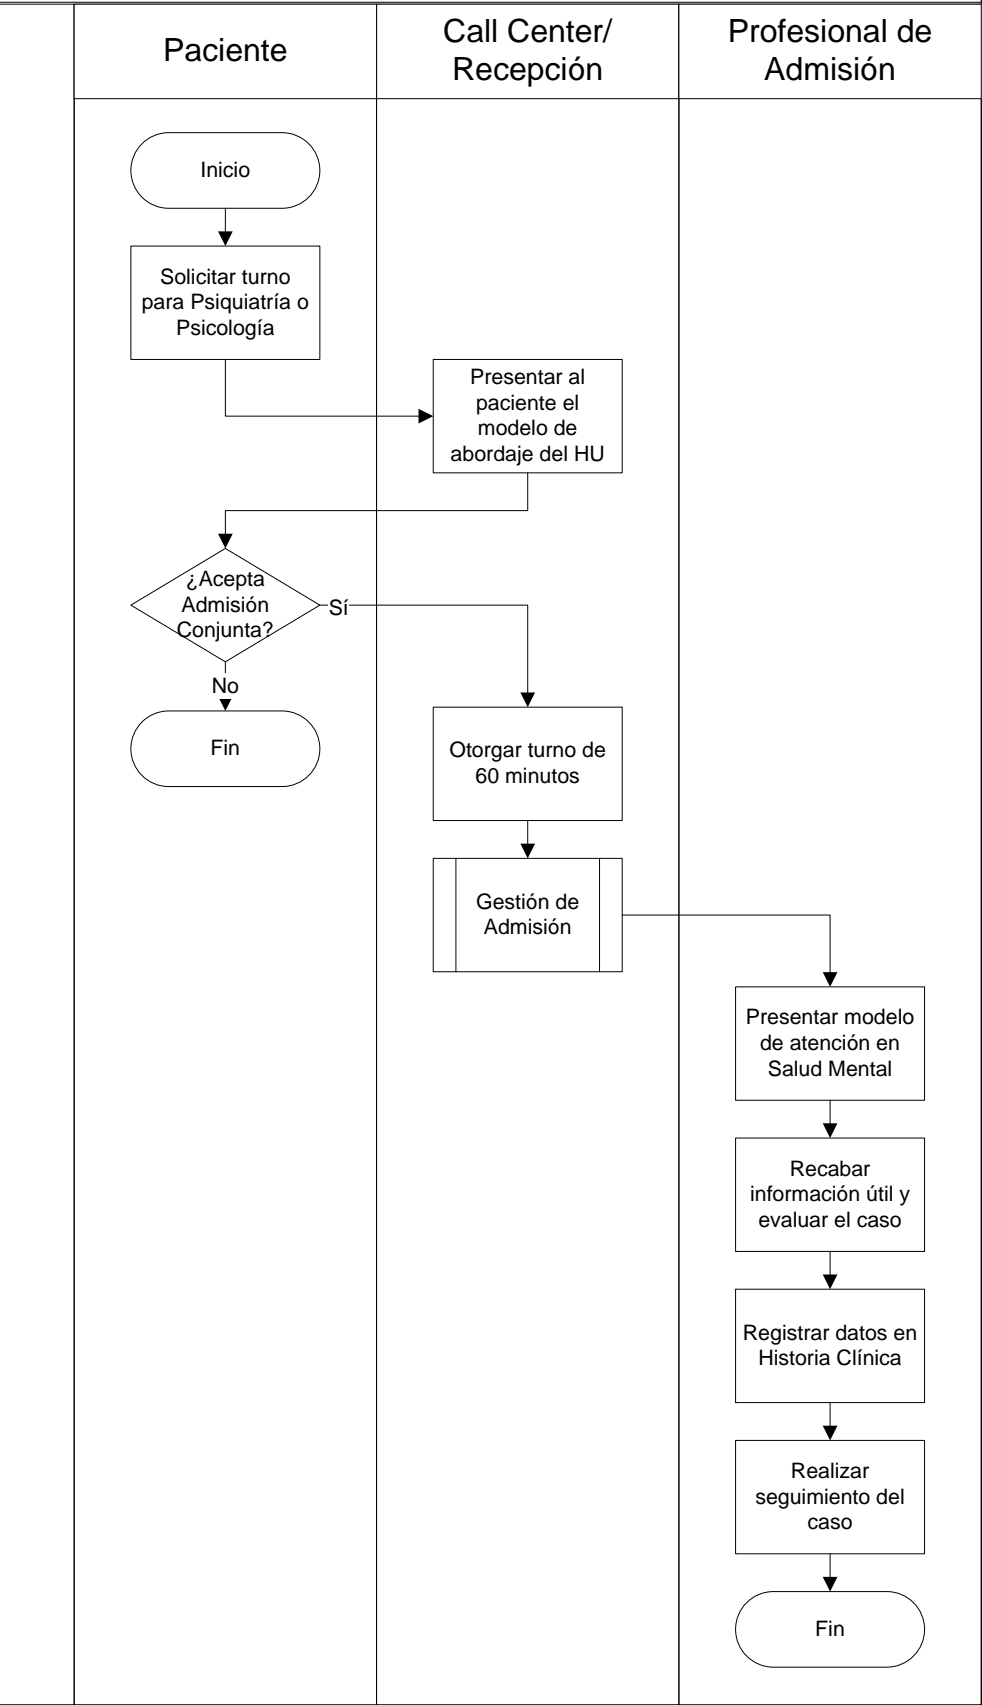 Paciente
Call Center/
Recepción
Profesional de
Admisión
Inicio
Solicitar turno
para Psiquiatría o
Psicología
Presentar al
paciente el
modelo de
abordaje del HU
¿Acepta
Admisión
Conjunta?
Sí
No
Fin
Otorgar turno de
60 minutos
Gestión de
Admisión
Presentar modelo
de atención en
Salud Mental
Recabar
información útil y
evaluar el caso
Registrar datos en
Historia Clínica
Realizar
seguimiento del
caso
Fin